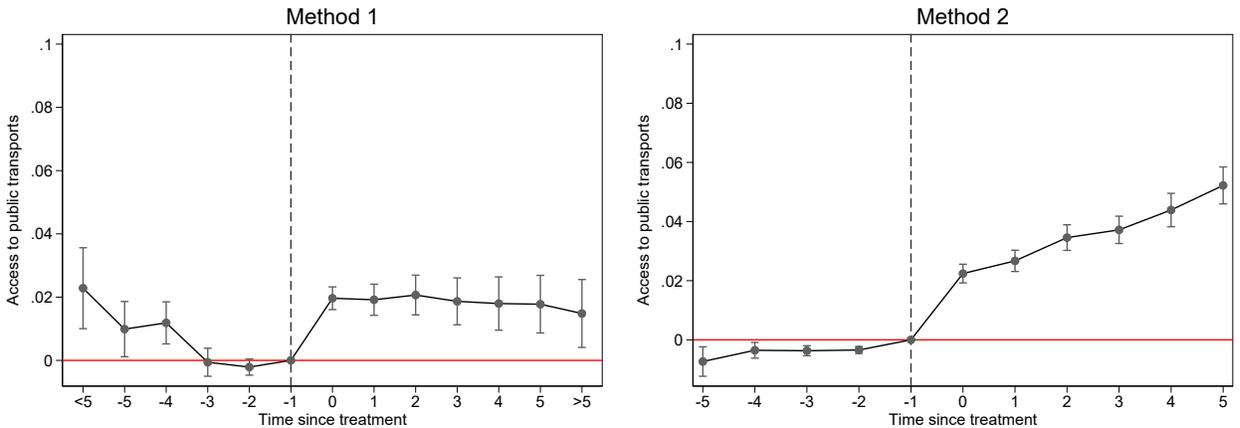 Method 1
Access to public transports
.1
.08
.06
.04
.02
0
<5 -5 -4 -3 -2 -1 0 1 2 3 4 5 >5
Time since treatment
Method 2
Access to public transports
.1
.08
.06
.04
.02
0
-5 -4 -3 -2 -1 0 1 2 3 4 5
Time since treatment